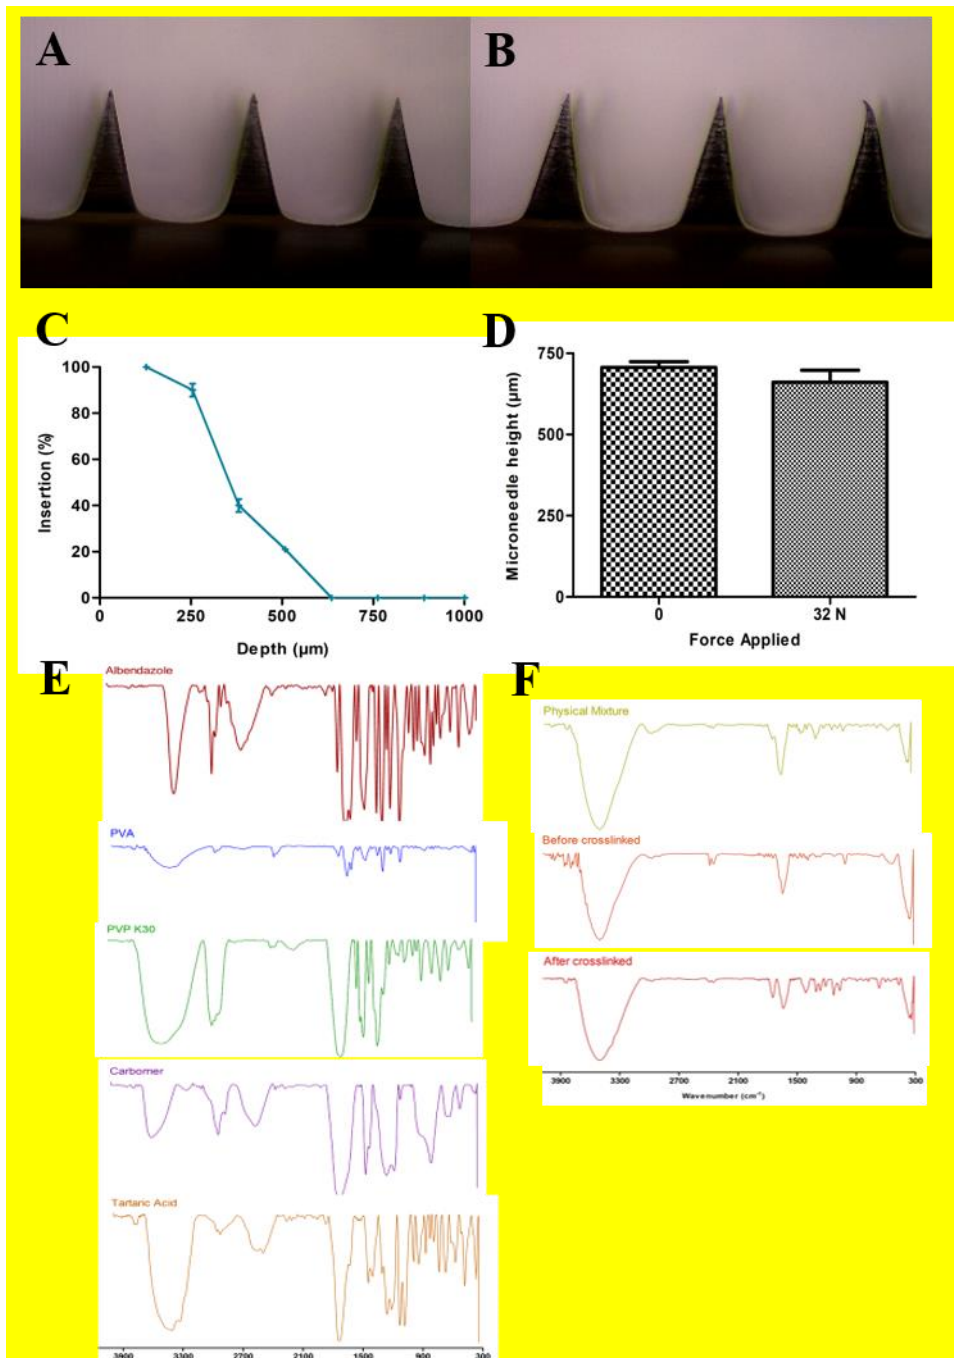 A
B
C
D
100
80
60
40
20
0
Insertion (%)
0
250
500
750
1000
Depth (µm)
750
500
250
0
Microneedle height (µm)
0
32 N
Force Applied
E
F
Albendazole
PVA
PVP K30
Carbomer
Tartaric Acid
3900
3300
2700
2100
1500
900
300
Physical Mixture
Before crosslinked
After crosslinked
3900
3300
2700
2100
1500
900
300
Wavenumber (cm⁻¹)